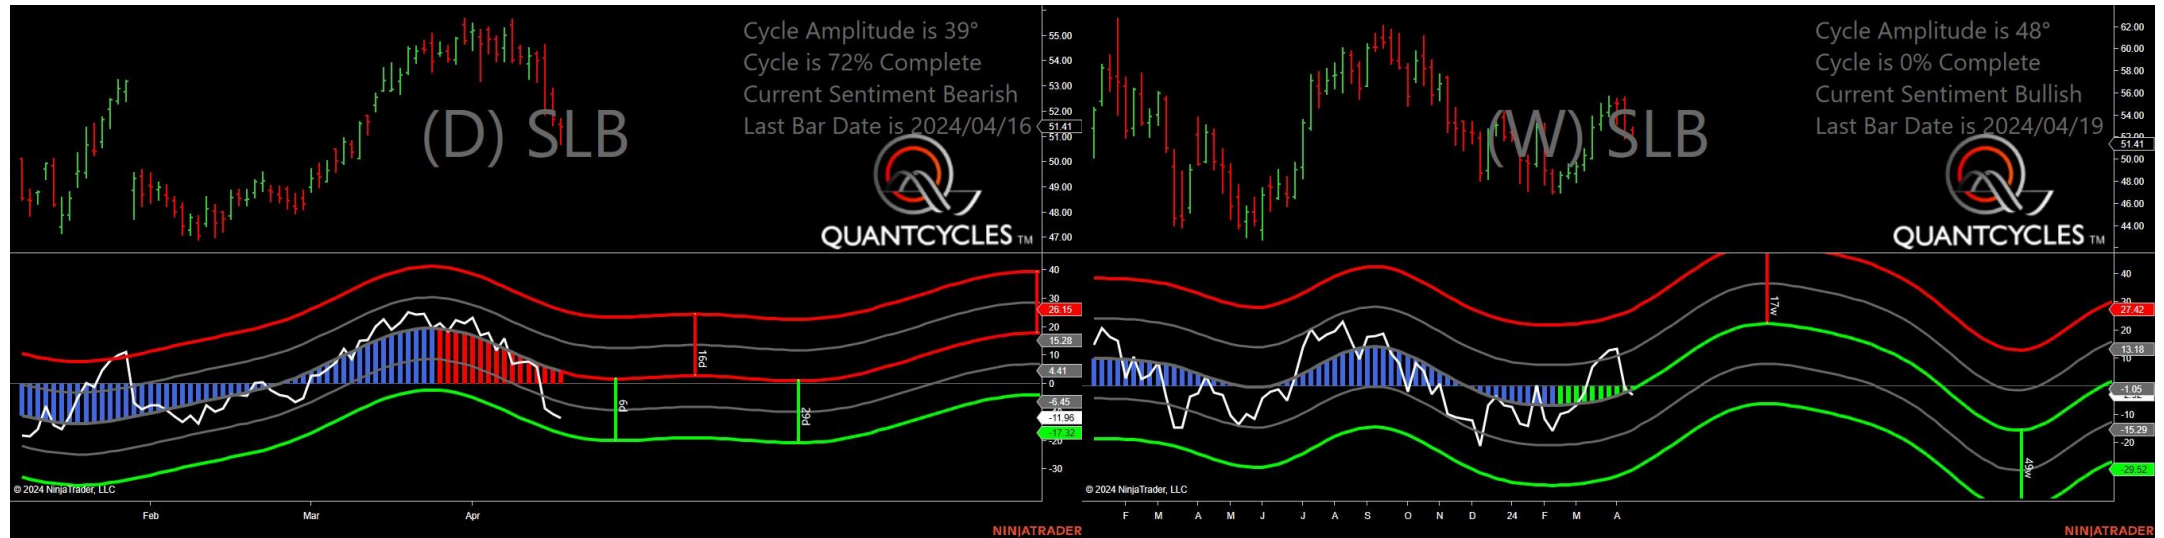 Cycle Amplitude is 39°
Cycle is 72% Complete
Current Sentiment Bearish
Last Bar Date is 2024/04/16
(D) SLB
QUANTCYCLES TM
55.00
54.00
53.00
52.00
51.41
51.00
50.00
49.00
48.00
47.00
40
30
26.15
20
15.28
10
4.41
0
-6.45
-11.96
-17.32
-20
-30
16d
6d
29d
© 2024 NinjaTrader, LLC
Feb Mar Apr
NINJATRADER
Cycle Amplitude is 48°
Cycle is 0% Complete
Current Sentiment Bullish
Last Bar Date is 2024/04/19
(W) SLB
QUANTCYCLES TM
62.00
60.00
58.00
56.00
54.00
52.00
51.41
50.00
48.00
46.00
44.00
40
30
27.42
20
13.18
10
-1.05
-10
-15.29
-20
-29.52
17w
49w
© 2024 NinjaTrader, LLC
F M A M J J A S O N D 24 F M A
NINJATRADER